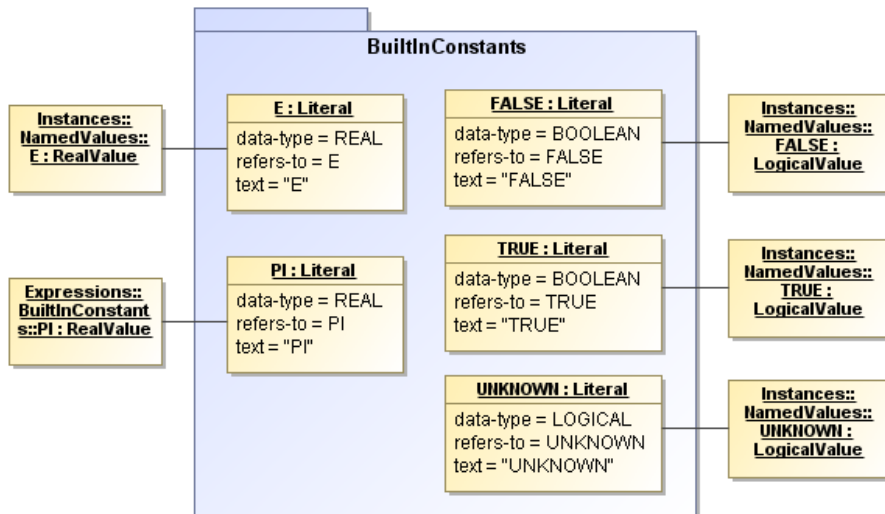 BuiltInConstants
Instances::
NamedValues::
E : RealValue
E : Literal
data-type = REAL
refers-to = E
text = "E"
FALSE : Literal
data-type = BOOLEAN
refers-to = FALSE
text = "FALSE"
Instances::
NamedValues::
FALSE :
LogicalValue
Expressions::
BuiltInConstant
s::PI : RealValue
PI : Literal
data-type = REAL
refers-to = PI
text = "PI"
TRUE : Literal
data-type = BOOLEAN
refers-to = TRUE
text = "TRUE"
Instances::
NamedValues::
TRUE :
LogicalValue
UNKNOWN : Literal
data-type = LOGICAL
refers-to = UNKNOWN
text = "UNKNOWN"
Instances::
NamedValues::
UNKNOWN :
LogicalValue